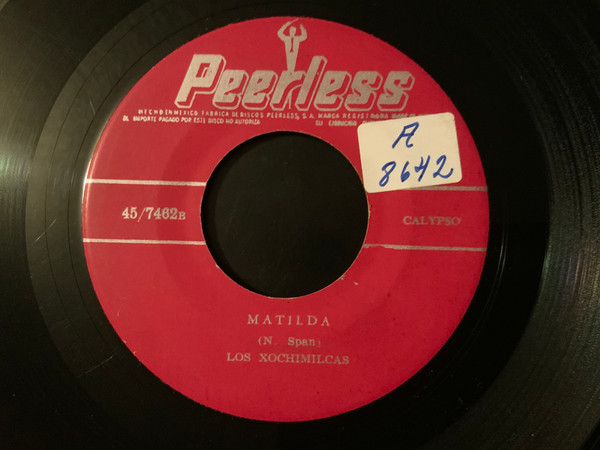 Peerless
HECHO EN MEXICO. FABRICA DE DISCOS PEERLESS, S. A. MARCA
EL IMPORTE PAGADO POR ESTE DISCO NO AUTORIZA SU
A
8642
45/7462B
CALYPSO
MATILDA
(N. Span)
LOS XOCHIMILCAS